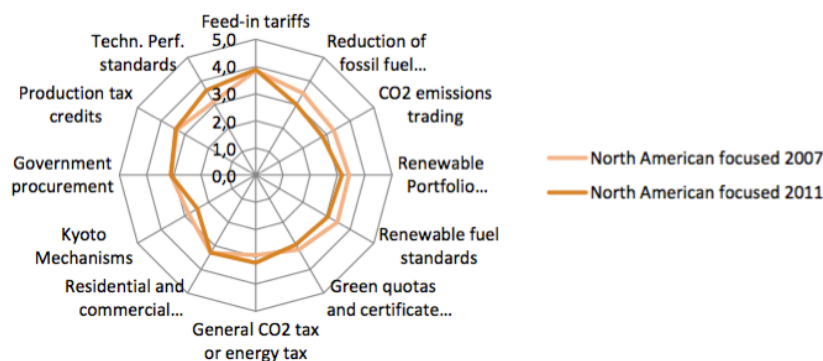 Feed-in tariffs
Techn. Perf.
standards
5,0
4,0
3,0
2,0
1,0
0,0
Reduction of
fossil fuel...
Production tax
credits
CO2 emissions
trading
Government
procurement
Renewable
Portfolio...
Kyoto
Mechanisms
Renewable fuel
standards
Residential and
commercial...
Green quotas
and certificate...
General CO2 tax
or energy tax
North American focused 2007
North American focused 2011